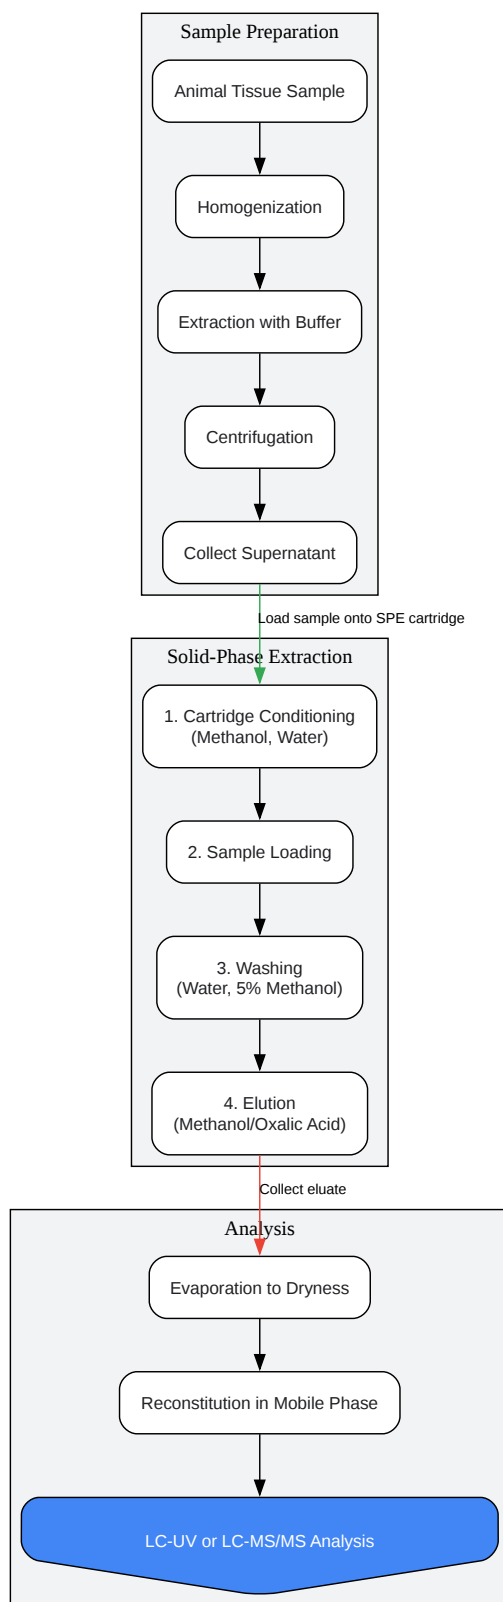 Sample Preparation
Animal Tissue Sample
Homogenization
Extraction with Buffer
Centrifugation
Collect Supernatant
Load sample onto SPE cartridge
Solid-Phase Extraction
1. Cartridge Conditioning
(Methanol, Water)
2. Sample Loading
3. Washing
(Water, 5% Methanol)
4. Elution
(Methanol/Oxalic Acid)
Collect eluate
Analysis
Evaporation to Dryness
Reconstitution in Mobile Phase
LC-UV or LC-MS/MS Analysis